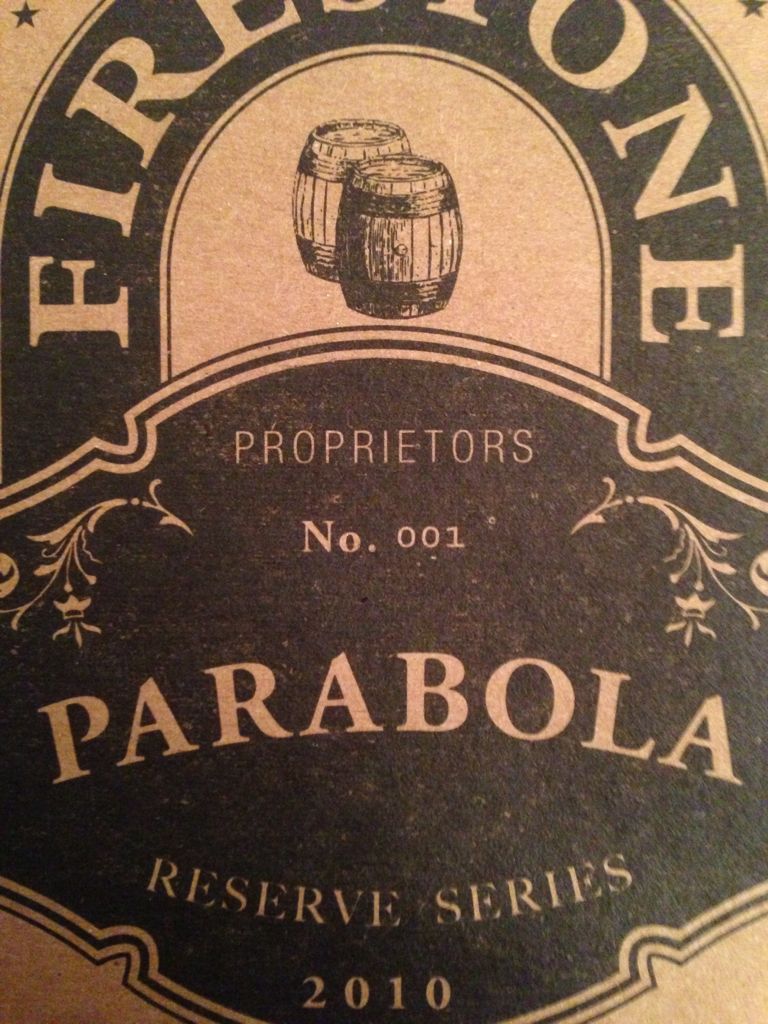 FIRESTONE
PROPRIETORS
No. 001
PARABOLA
RESERVE SERIES
2010